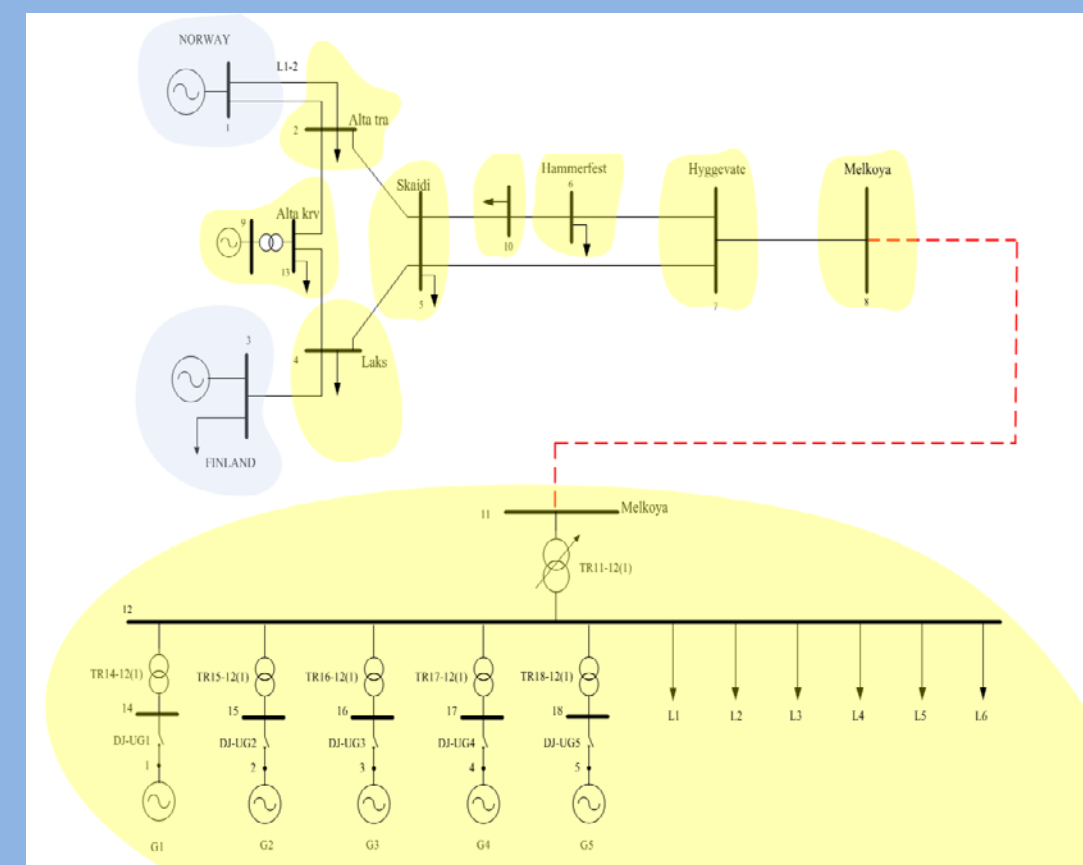 NORWAY
L1-2
1
2
Alta tra
Skaidi
Hammerfest
6
Hyggevate
Melkoya
9
Alta krv
13
10
5
7
8
3
4
Laks
FINLAND
11
Melkoya
TR11-12(1)
12
TR14-12(1)
TR15-12(1)
TR16-12(1)
TR17-12(1)
TR18-12(1)
14
15
16
17
18
L1
L2
L3
L4
L5
L6
DJ-UG1
DJ-UG2
DJ-UG3
DJ-UG4
DJ-UG5
1
2
3
4
5
G1
G2
G3
G4
G5